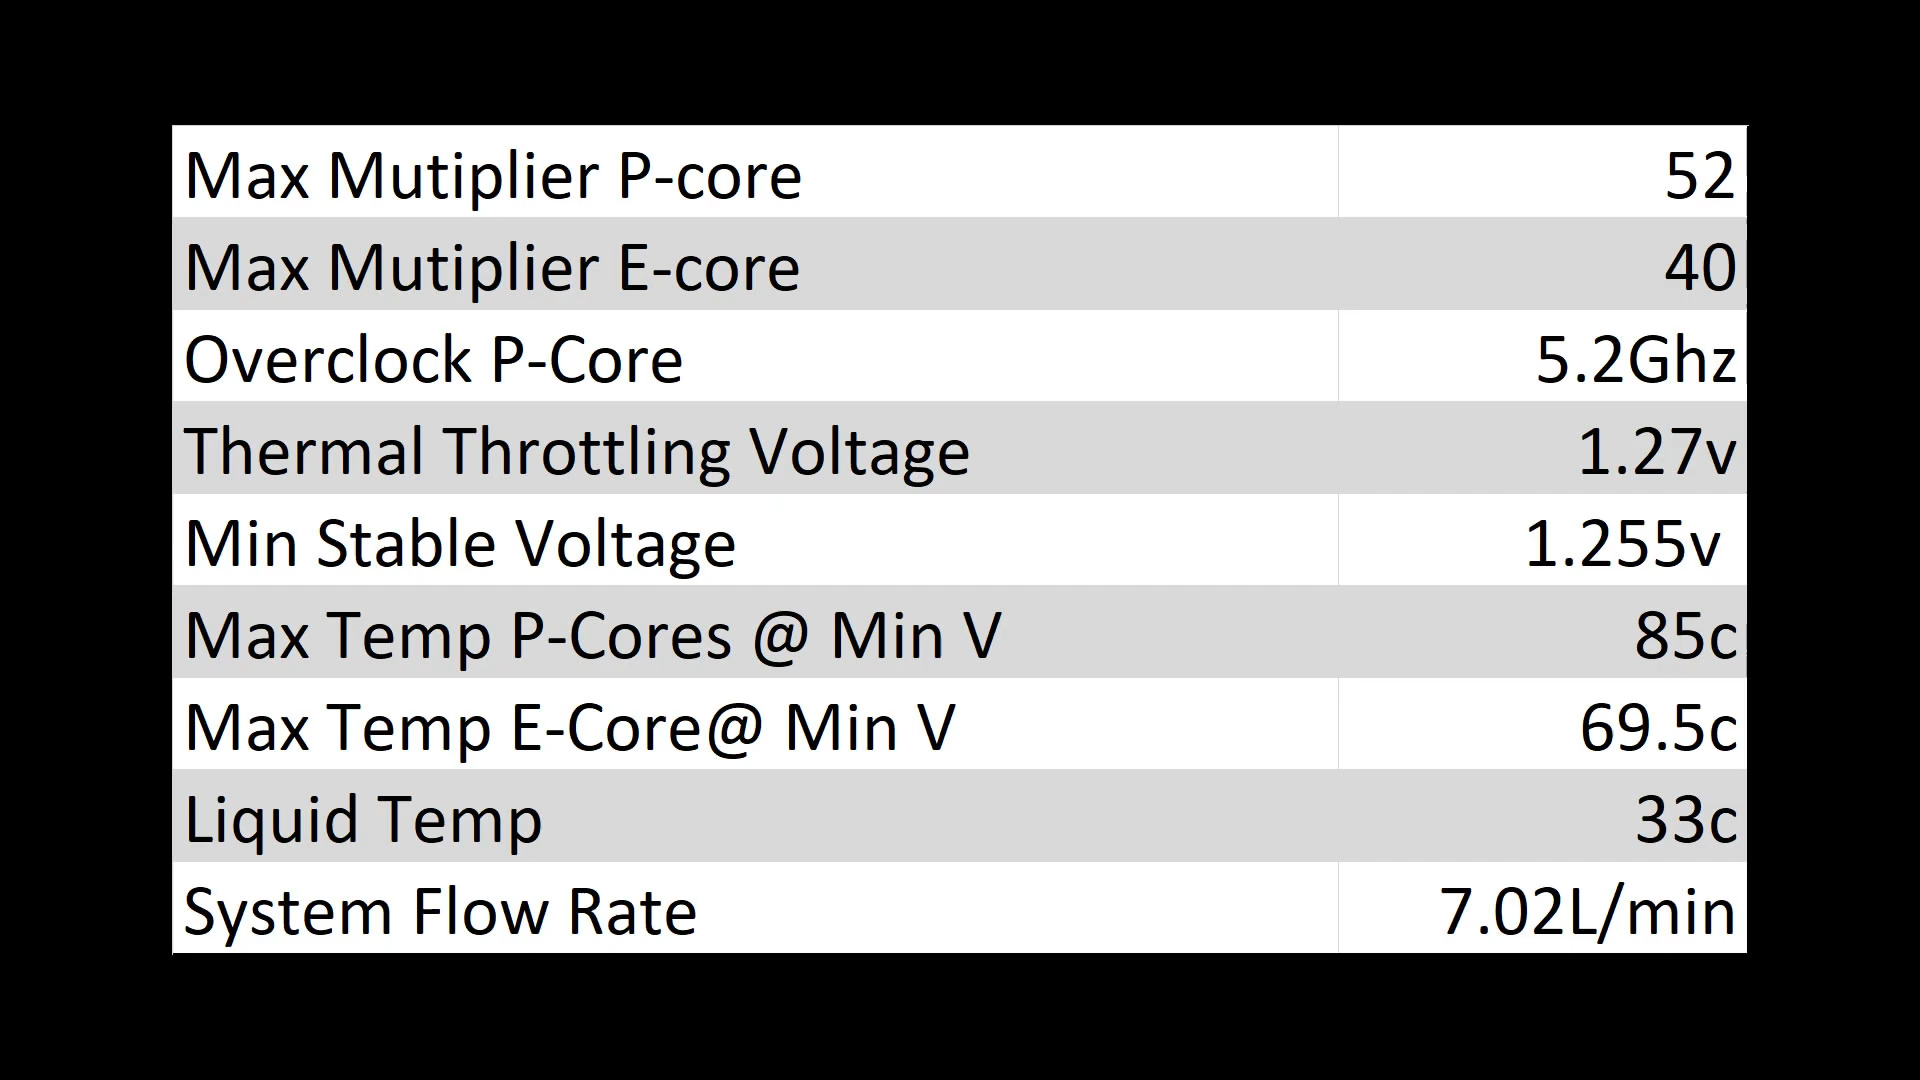 Max Mutiplier P-core 52
Max Mutiplier E-core 40
Overclock P-Core 5.2Ghz
Thermal Throttling Voltage 1.27v
Min Stable Voltage 1.255v
Max Temp P-Cores @ Min V 85c
Max Temp E-Core@ Min V 69.5c
Liquid Temp 33c
System Flow Rate 7.02L/min